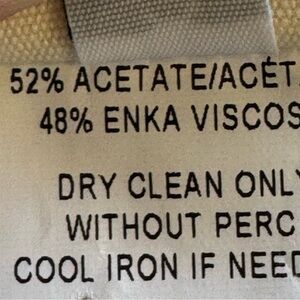 52% ACETATE/ACÉT
48% ENKA VISCOS
DRY CLEAN ONLY
WITHOUT PERC
COOL IRON IF NEED